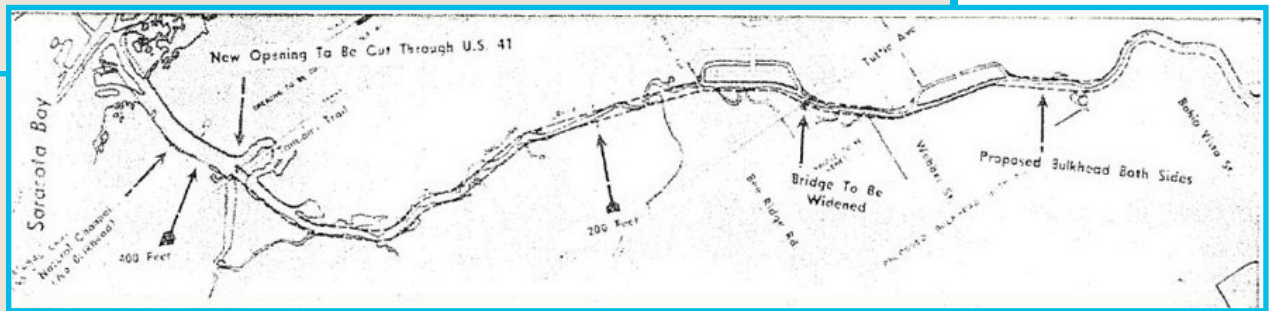 New Opening To Be Cut Through U.S. 41
Sarasota Bay
Natural Channel
(No Bulkhead)
400 Feet
Trail
200 Feet
Tuttle Ave
Bee Ridge Rd.
Bridge To Be
Widened
Webber St
Proposed Bulkhead Both Sides
Bahia Vista St